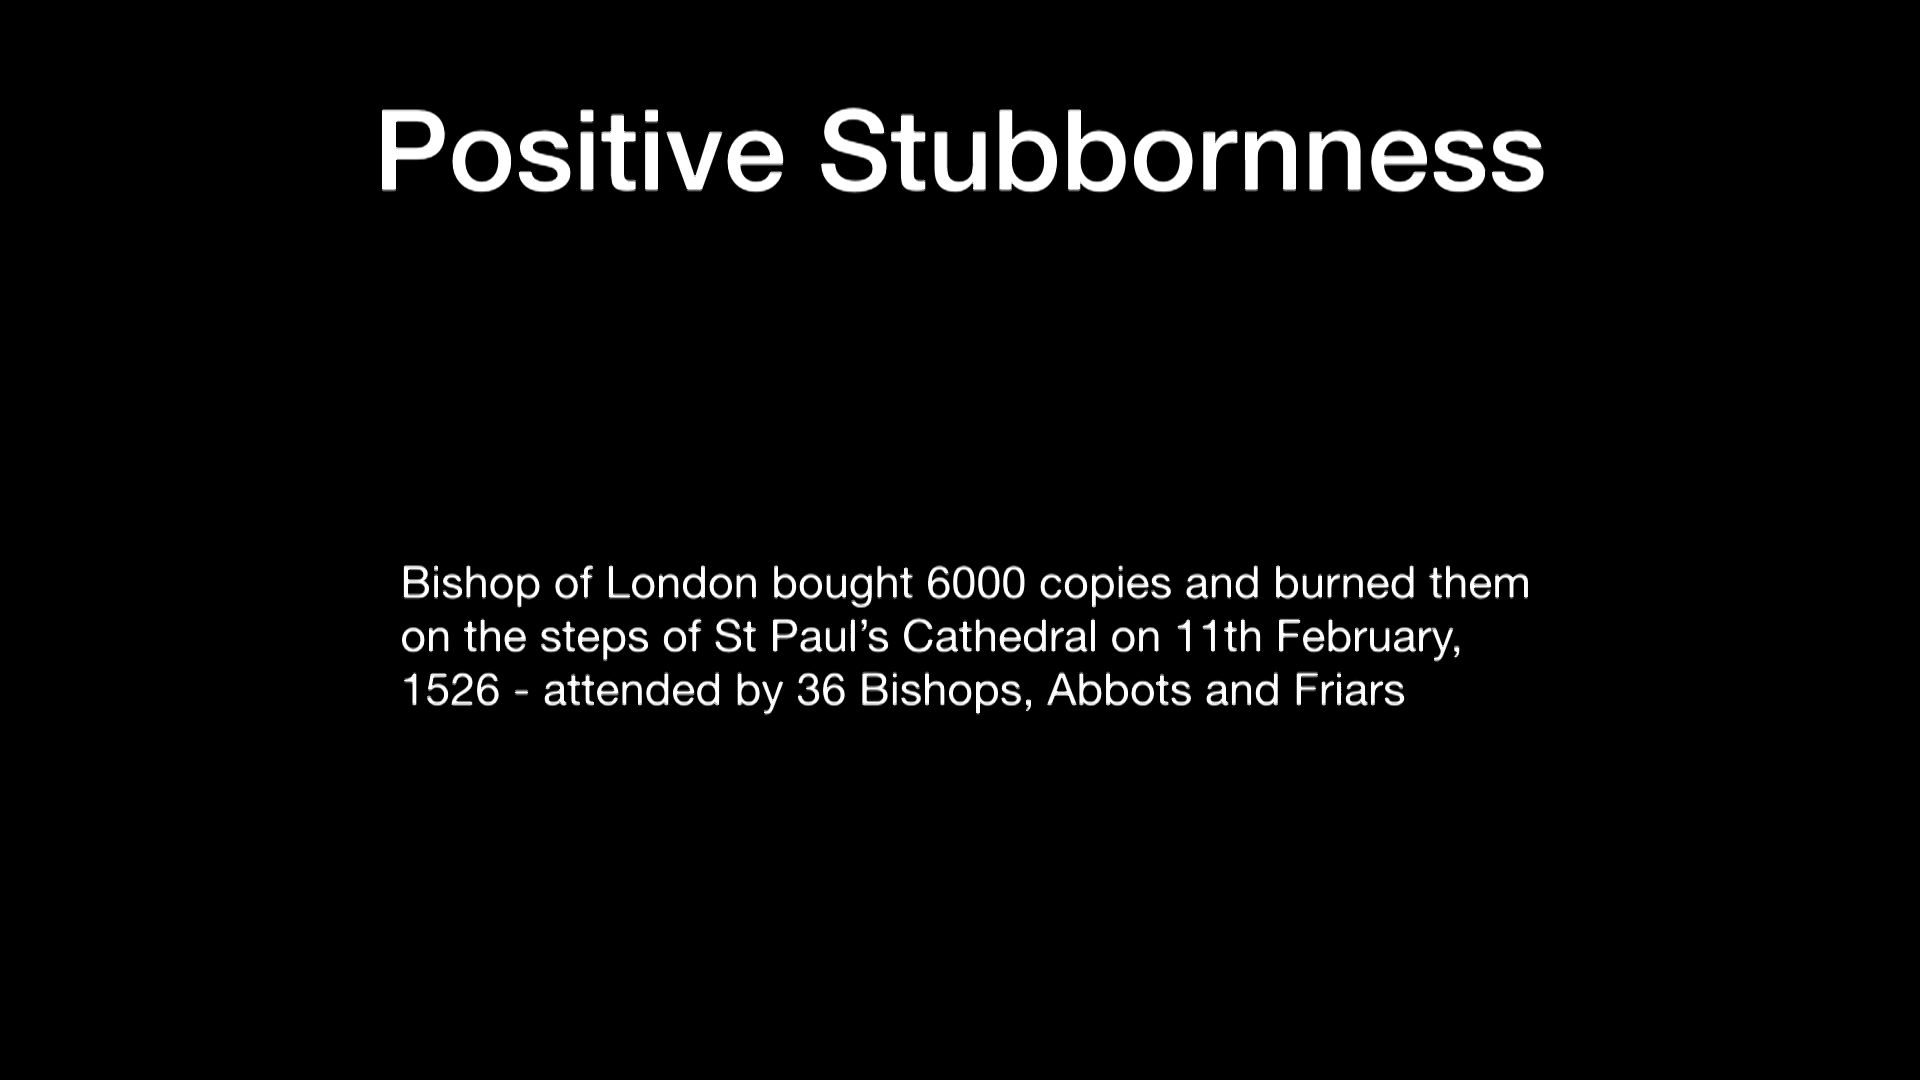 Positive Stubbornness
Bishop of London bought 6000 copies and burned them
on the steps of St Paul’s Cathedral on 11th February,
1526 - attended by 36 Bishops, Abbots and Friars